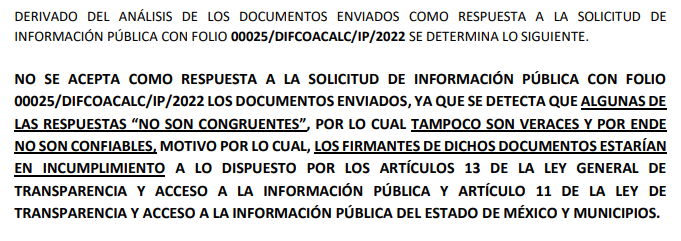 DERIVADO DEL ANÁLISIS DE LOS DOCUMENTOS ENVIADOS COMO RESPUESTA A LA SOLICITUD DE
INFORMACIÓN PÚBLICA CON FOLIO 00025/DIFCOACALC/IP/2022 SE DETERMINA LO SIGUIENTE.
NO SE ACEPTA COMO RESPUESTA A LA SOLICITUD DE INFORMACIÓN PÚBLICA CON FOLIO
00025/DIFCOACALC/IP/2022 LOS DOCUMENTOS ENVIADOS, YA QUE SE DETECTA QUE ALGUNAS DE
LAS RESPUESTAS “NO SON CONGRUENTES”, POR LO CUAL TAMPOCO SON VERACES Y POR ENDE
NO SON CONFIABLES, MOTIVO POR LO CUAL, LOS FIRMANTES DE DICHOS DOCUMENTOS ESTARÍAN
EN INCUMPLIMIENTO A LO DISPUESTO POR LOS ARTÍCULOS 13 DE LA LEY GENERAL DE
TRANSPARENCIA Y ACCESO A LA INFORMACIÓN PÚBLICA Y ARTÍCULO 11 DE LA LEY DE
TRANSPARENCIA Y ACCESO A LA INFORMACIÓN PÚBLICA DEL ESTADO DE MÉXICO Y MUNICIPIOS.